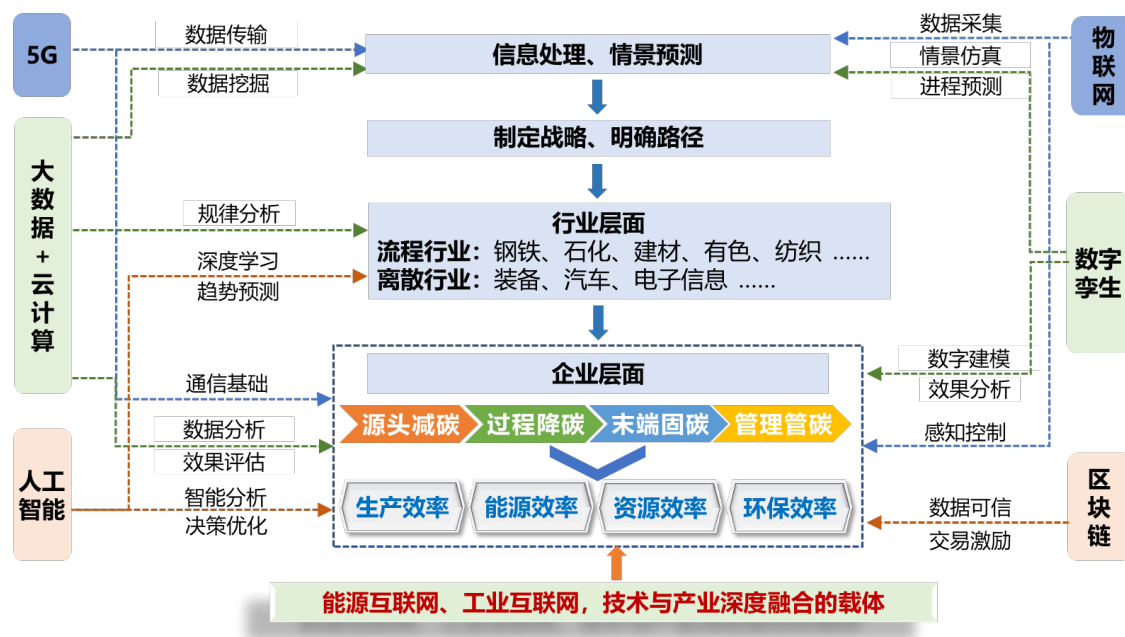 5G
数据传输
数据挖掘
信息处理、情景预测
数据采集
情景仿真
进程预测
物
联
网
制定战略、明确路径
大
数
据
+
云
计
算
规律分析
深度学习
趋势预测
行业层面
流程行业：钢铁、石化、建材、有色、纺织 ......
离散行业：装备、汽车、电子信息 ......
数字
孪生
企业层面
通信基础
数据分析
效果评估
智能分析
决策优化
源头减碳
过程降碳
末端固碳
管理管碳
生产效率
能源效率
资源效率
环保效率
数字建模
效果分析
感知控制
数据可信
交易激励
人工
智能
区
块
链
能源互联网、工业互联网，技术与产业深度融合的载体